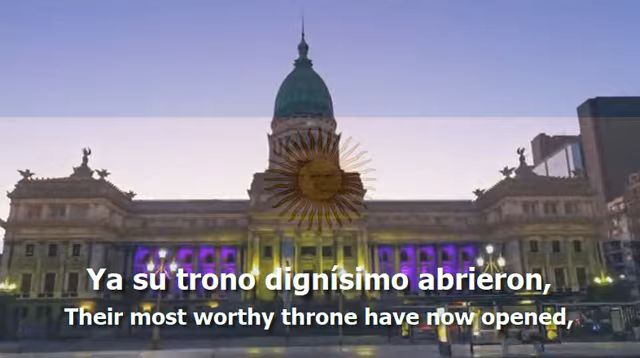 Ya su trono dignísimo abrieron,
Their most worthy throne have now opened,